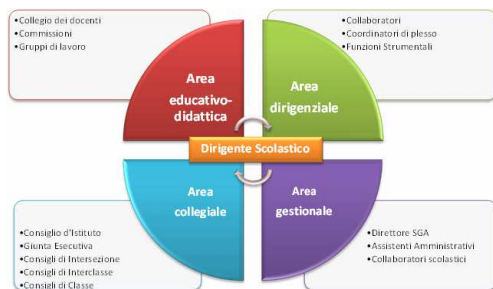 •Collegio dei docenti
•Commissioni
•Gruppi di lavoro
•Collaboratori
•Coordinatori di plesso
•Funzioni Strumentali
Area
educativo-
didattica
Area
dirigenziale
Dirigente Scolastico
Area
collegiale
Area
gestionale
•Consiglio d'Istituto
•Giunta Esecutiva
•Consigli di Intersezione
•Consigli di Interclasse
•Consigli di Classe
•Direttore SGA
•Assistenti Amministrativi
•Collaboratori scolastici